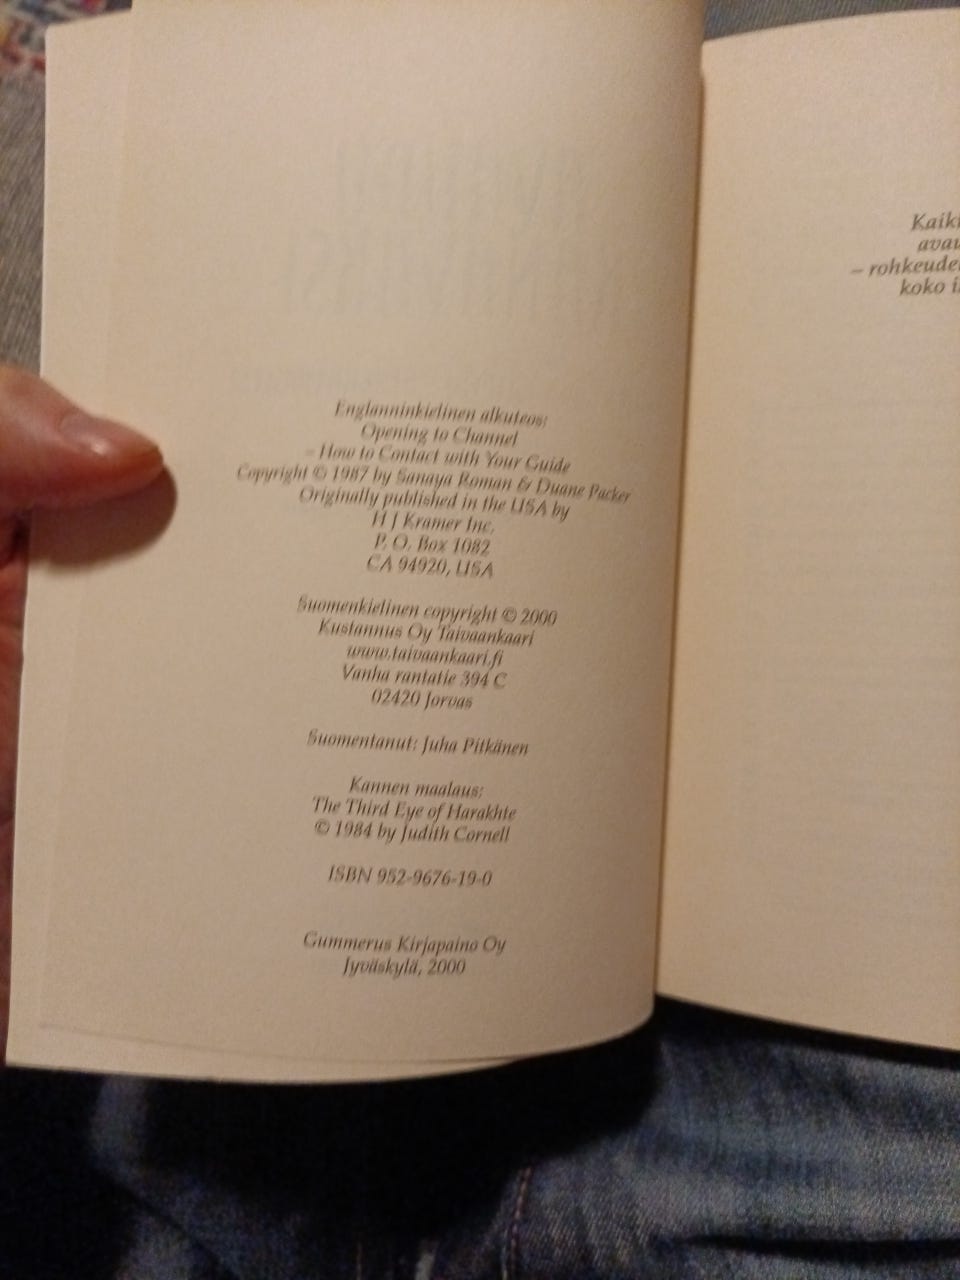 Englanninkielinen alkuteos:
Opening to Channel
– How to Contact with Your Guide
Copyright © 1987 by Sanaya Roman & Duane Packer
Originally published in the USA by
H J Kramer Inc.
P. O. Box 1082
CA 94920, USA
Suomenkielinen copyright © 2000
Kustannus Oy Taivaankaari
www.taivaankaari.fi
Vanha rantatie 394 C
02420 Jorvas
Suomentanut: Juha Pitkänen
Kannen maalaus:
The Third Eye of Harakhte
© 1984 by Judith Cornell
ISBN 952-9676-19-0
Gummerus Kirjapaino Oy
Jyväskylä, 2000
Kaiki
avau
– rohkeude
koko i